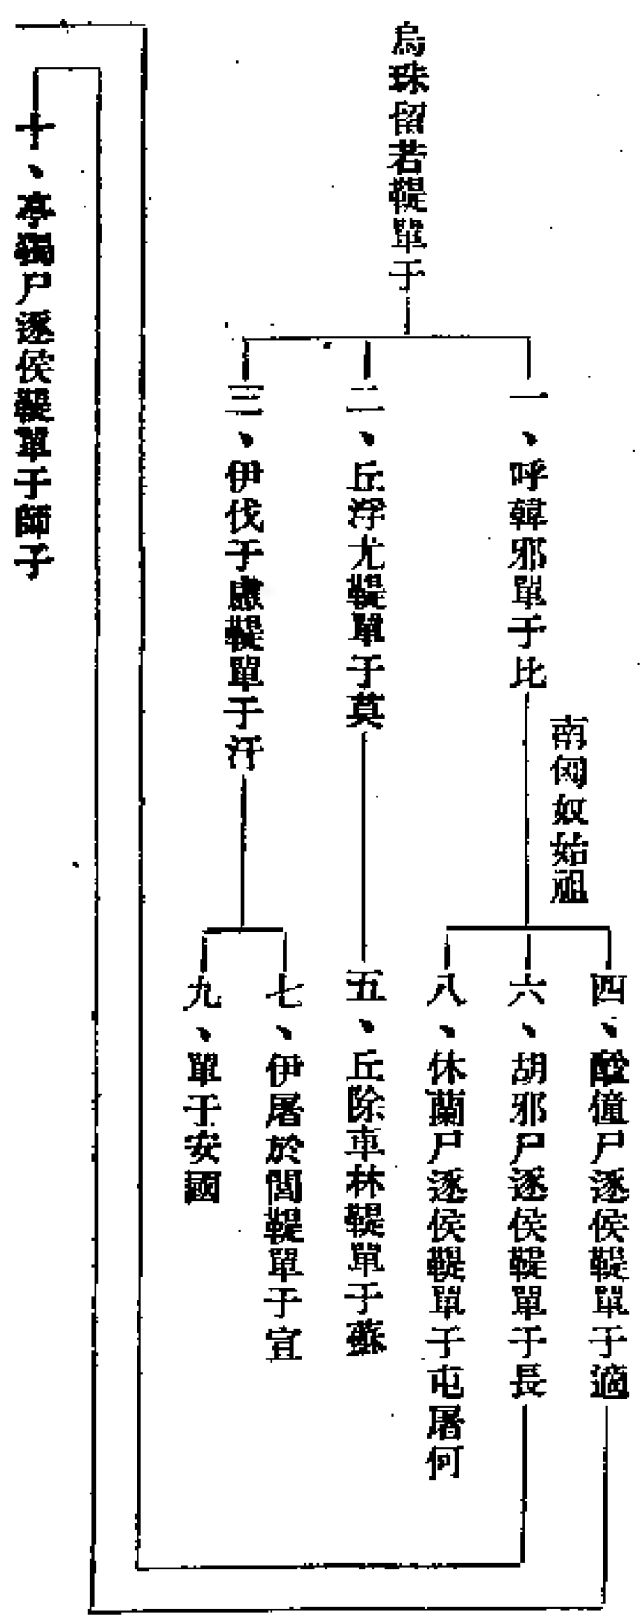 烏珠留若鞮單于
一、呼韓邪單于比
南匈奴始祖
二、丘浮尤鞮單于莫
三、伊伐于慮鞮單于汗
四、醢僮尸逐侯鞮單于適
六、胡邪尸逐侯鞮單于長
八、休蘭尸逐侯鞮單于屯屠何
五、丘除車林鞮單于蘇
七、伊屠於閭鞮單于宣
九、單于安國
十、亭獨尸逐侯鞮單于師子